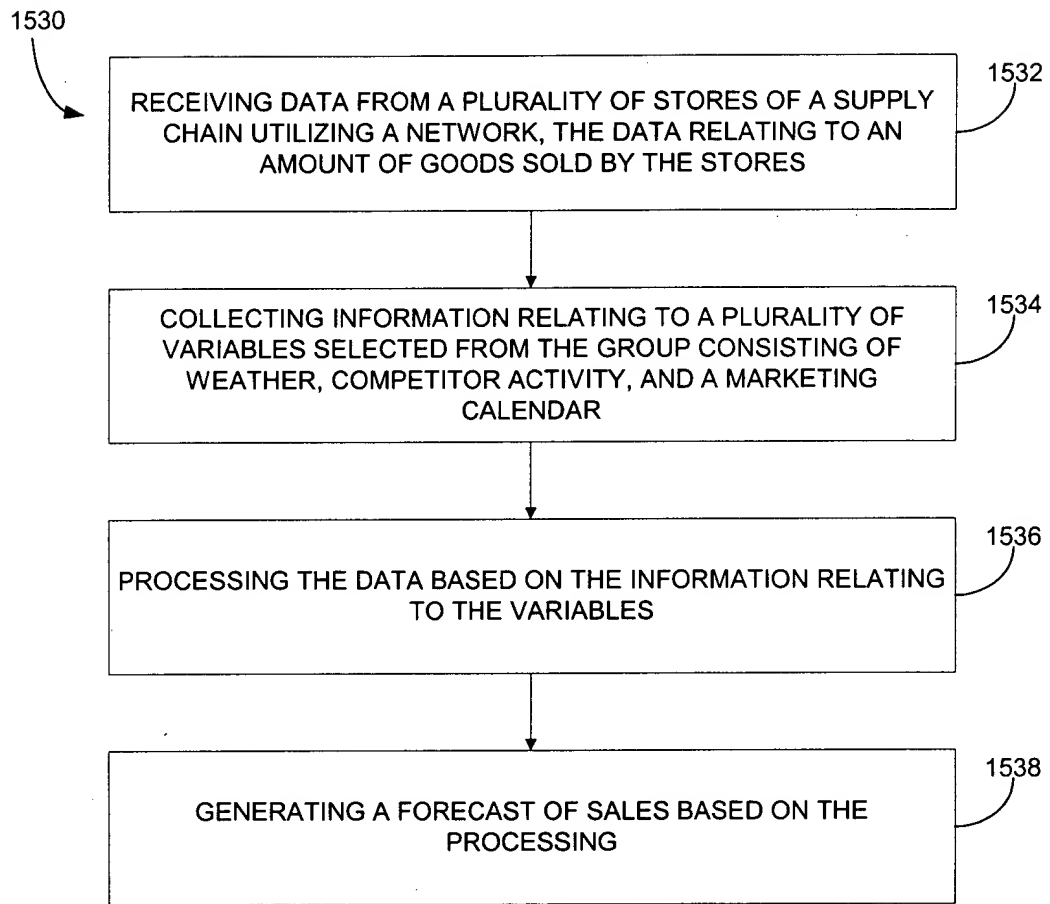 1530
1532
RECEIVING DATA FROM A PLURALITY OF STORES OF A SUPPLY
CHAIN UTILIZING A NETWORK, THE DATA RELATING TO AN
AMOUNT OF GOODS SOLD BY THE STORES
1534
COLLECTING INFORMATION RELATING TO A PLURALITY OF
VARIABLES SELECTED FROM THE GROUP CONSISTING OF
WEATHER, COMPETITOR ACTIVITY, AND A MARKETING
CALENDAR
1536
PROCESSING THE DATA BASED ON THE INFORMATION RELATING
TO THE VARIABLES
1538
GENERATING A FORECAST OF SALES BASED ON THE
PROCESSING